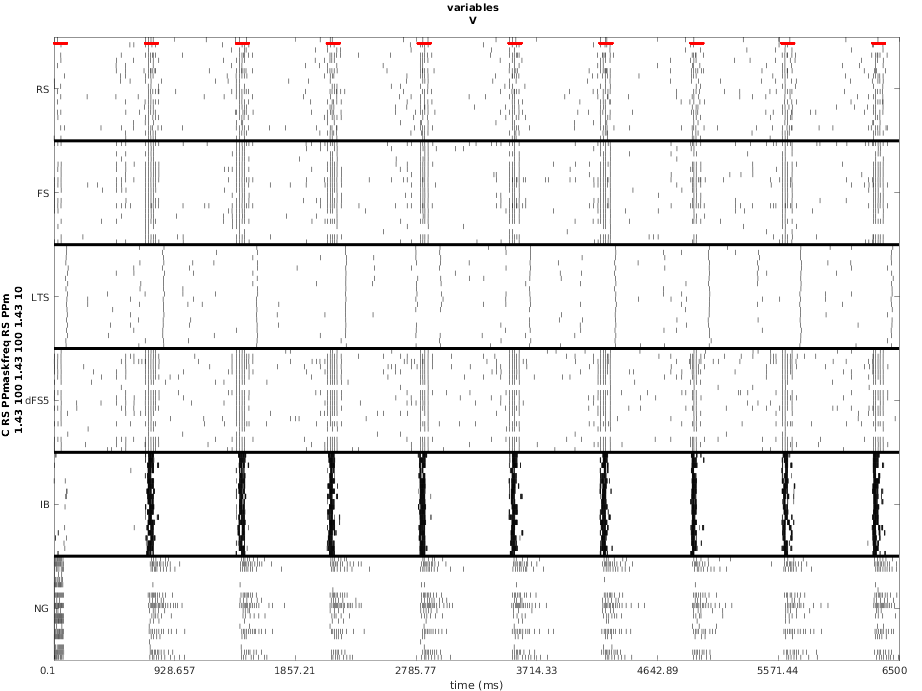 variables
V
RS
FS
LTS
dFS5
IB
NG
C RS PPmaskfreq RS PPm
1.43 100 1.43 100 1.43 10
0.1
928.657
1857.21
2785.77
3714.33
4642.89
5571.44
6500
time (ms)